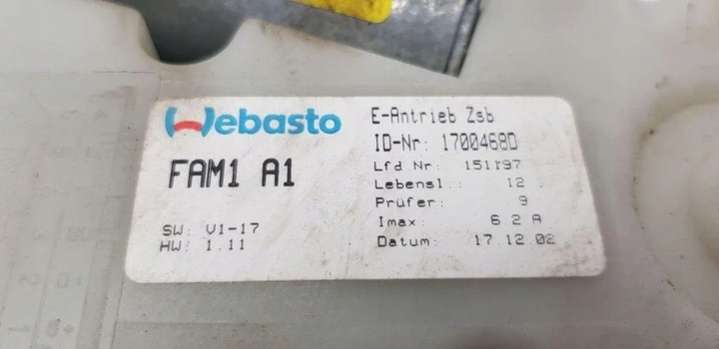 Webasto
FAM1 A1
SW: V1-17
HW: 1.11
E-Antrieb Zsb
ID-Nr: 1700468D
Lfd Nr: 151197
Lebensl.: 12
Prüfer: 9
Imax: 6.2 A
Datum: 17.12.02